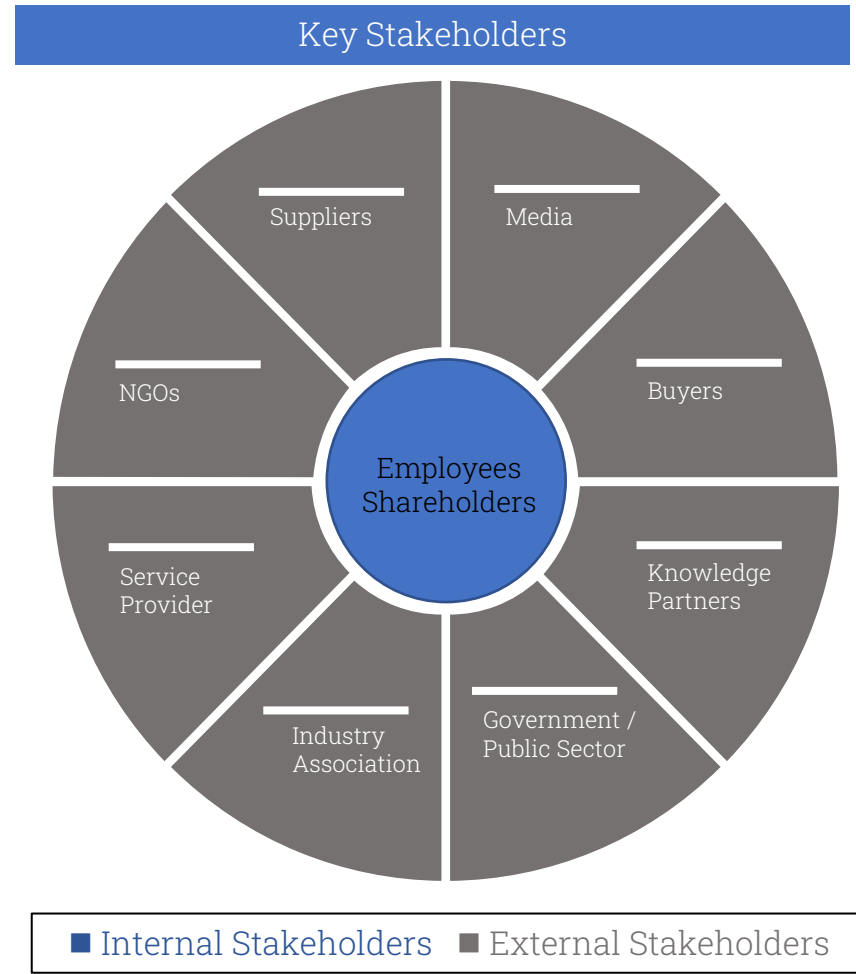 Key Stakeholders
Suppliers
Media
NGOs
Buyers
Employees
Shareholders
Service
Provider
Knowledge
Partners
Industry
Association
Government /
Public Sector
Internal Stakeholders
External Stakeholders